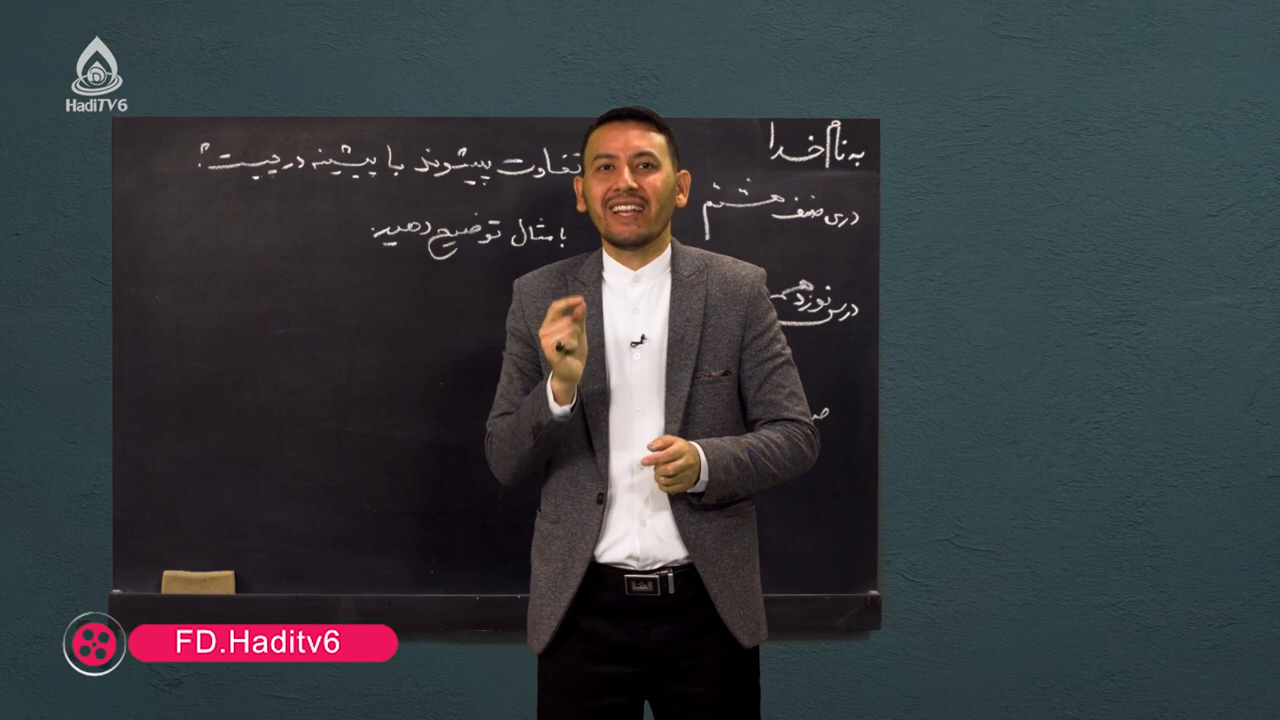 HadiTV6
به نام خدا
دری صنف هشتم
درس نوزدهم
تفاوت پیشوند با پیشینه در چیست؟
با مثال توضیح دهید.
FD.Haditv6